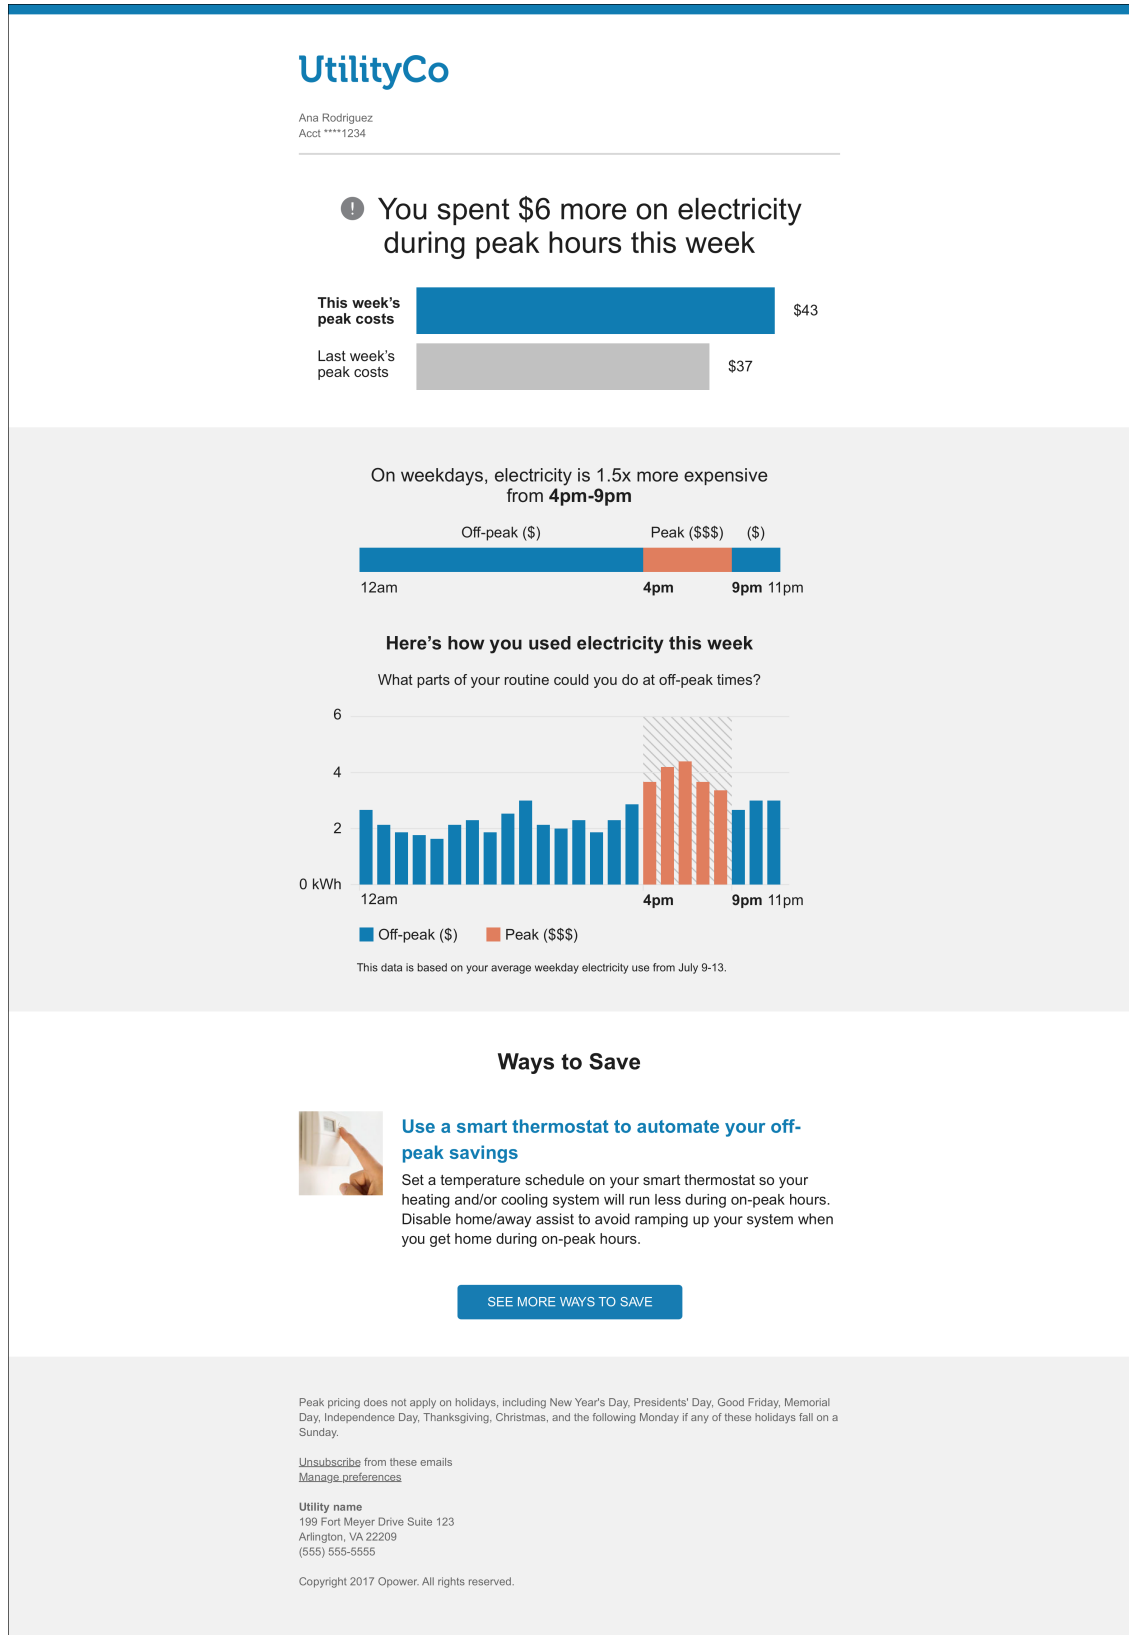 UtilityCo
Ana Rodriguez
Acct ****1234
! You spent $6 more on electricity
during peak hours this week
This week's
peak costs
$43
Last week's
peak costs
$37
On weekdays, electricity is 1.5x more expensive
from 4pm-9pm
Off-peak ($) Peak ($$$) ($)
12am 4pm 9pm 11pm
Here's how you used electricity this week
What parts of your routine could you do at off-peak times?
6
4
2
0 kWh
12am 4pm 9pm 11pm
Off-peak ($) Peak ($$$)
This data is based on your average weekday electricity use from July 9-13.
Ways to Save
Use a smart thermostat to automate your off-
peak savings
Set a temperature schedule on your smart thermostat so your
heating and/or cooling system will run less during on-peak hours.
Disable home/away assist to avoid ramping up your system when
you get home during on-peak hours.
SEE MORE WAYS TO SAVE
Peak pricing does not apply on holidays, including New Year's Day, Presidents' Day, Good Friday, Memorial
Day, Independence Day, Thanksgiving, Christmas, and the following Monday if any of these holidays fall on a
Sunday.
Unsubscribe from these emails
Manage preferences
Utility name
199 Fort Meyer Drive Suite 123
Arlington, VA 22209
(555) 555-5555
Copyright 2017 Opower. All rights reserved.